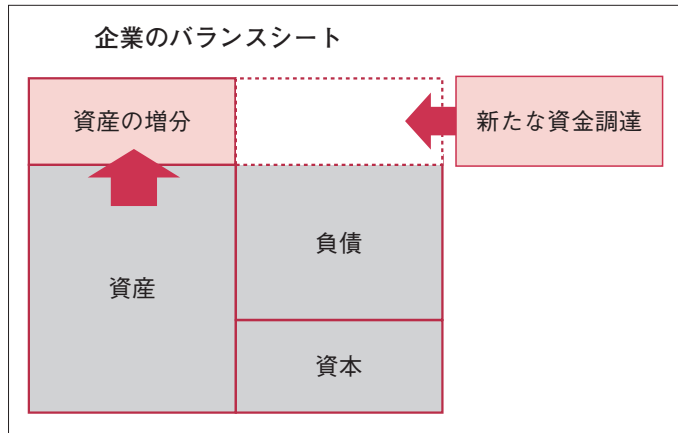 企業のバランスシート
資産の増分
新たな資金調達
負債
資産
資本